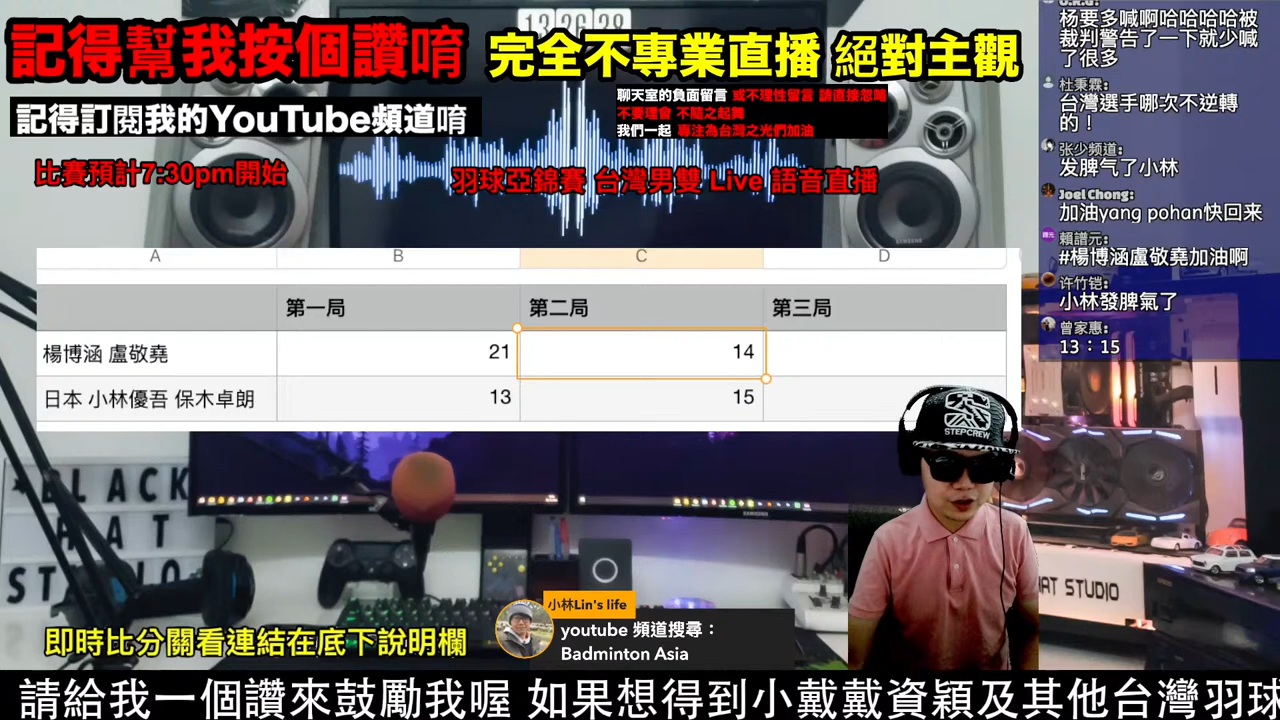 13 26 28
記得幫我按個讚唷
完全不專業直播 絕對主觀
記得訂閱我的YouTube頻道唷
聊天室的負面留言 或不理性留言 請直接忽略
不要理會 不隨之起舞
我們一起 專注為台灣之光們加油
比賽預計7:30pm開始
羽球亞錦賽 台灣男雙 Live 語音直播
杨要多喊啊哈哈哈哈被
裁判警告了一下就少喊
了很多
杜秉霖:
台灣選手哪次不逆轉
的！
张少频道:
发脾气了小林
Joel Chong:
加油yang pohan快回来
賴譜元:
#楊博涵盧敬堯加油啊
许竹铠:
小林發脾氣了
曾家惠:
13：15
A B C D
第一局 第二局 第三局
楊博涵 盧敬堯 21 14
日本 小林優吾 保木卓朗 13 15
STEPCREW
BLACK
HAT
STUDIO
SAMSUNG
HAT STUDIO
小林Lin's life
youtube 頻道搜尋：
Badminton Asia
即時比分關看連結在底下說明欄
請給我一個讚來鼓勵我喔 如果想得到小戴戴資穎及其他台灣羽球